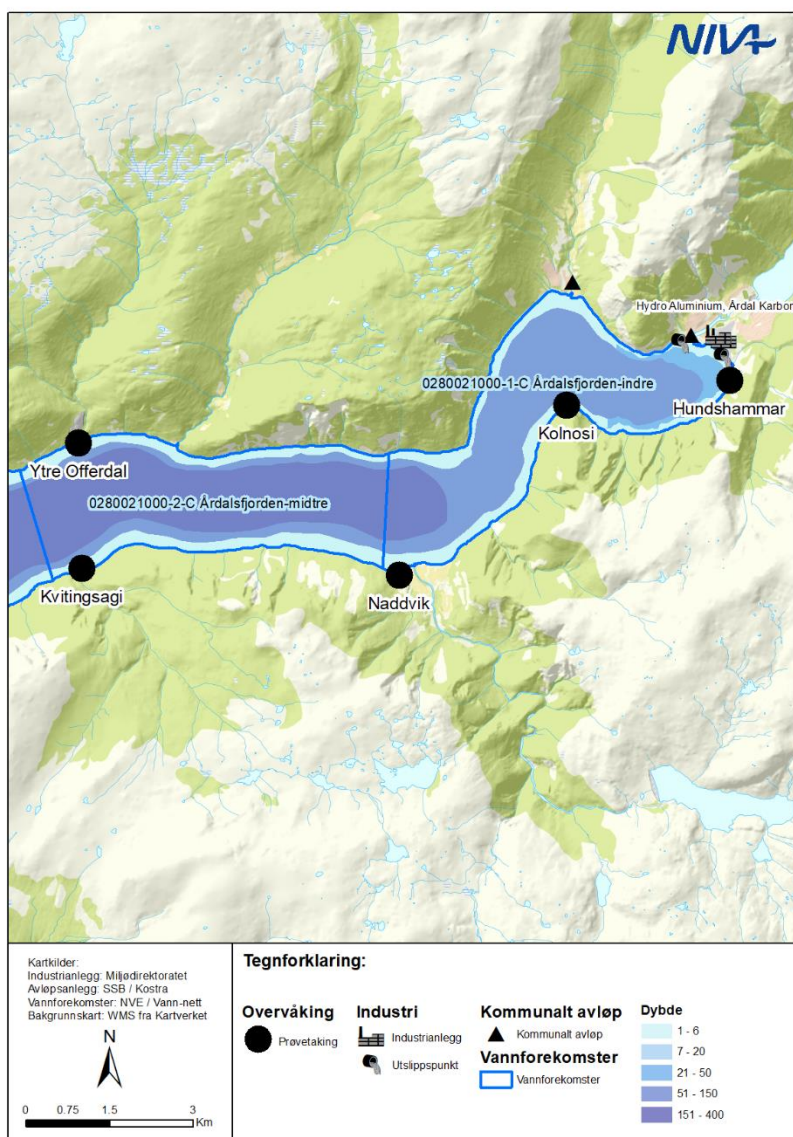 NIVA
Hydro Aluminium, Årdal Karbon
0280021000-1-C Årdalsfjorden-indre
Hundshammar
Kolnosi
Ytre Offerdal
0280021000-2-C Årdalsfjorden-midtre
Kvitingsagi
Naddvik
Kartkilder:
Industrianlegg: Miljødirektoratet
Avløpsanlegg: SSB / Kostra
Vannforekomster: NVE / Vann-nett
Bakgrunnskart: WMS fra Kartverket
N
0 0.75 1.5 3
Km
Tegnforklaring:
Overvåking
Prøvetaking
Industri
Industrianlegg
Utslippspunkt
Kommunalt avløp
Kommunalt avløp
Vannforekomster
Vannforekomster
Dybde
1 - 6
7 - 20
21 - 50
51 - 150
151 - 400